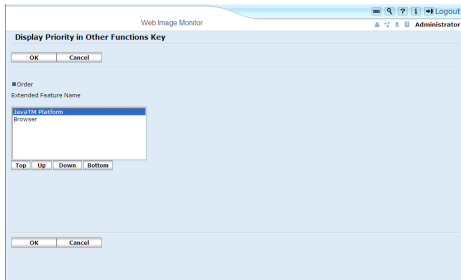 Logout
Web Image Monitor
Administrator
Display Priority in Other Functions Key
OK Cancel
Order
Extended Feature Name
JavaTM Platform
Browser
Top Up Down Bottom
OK Cancel